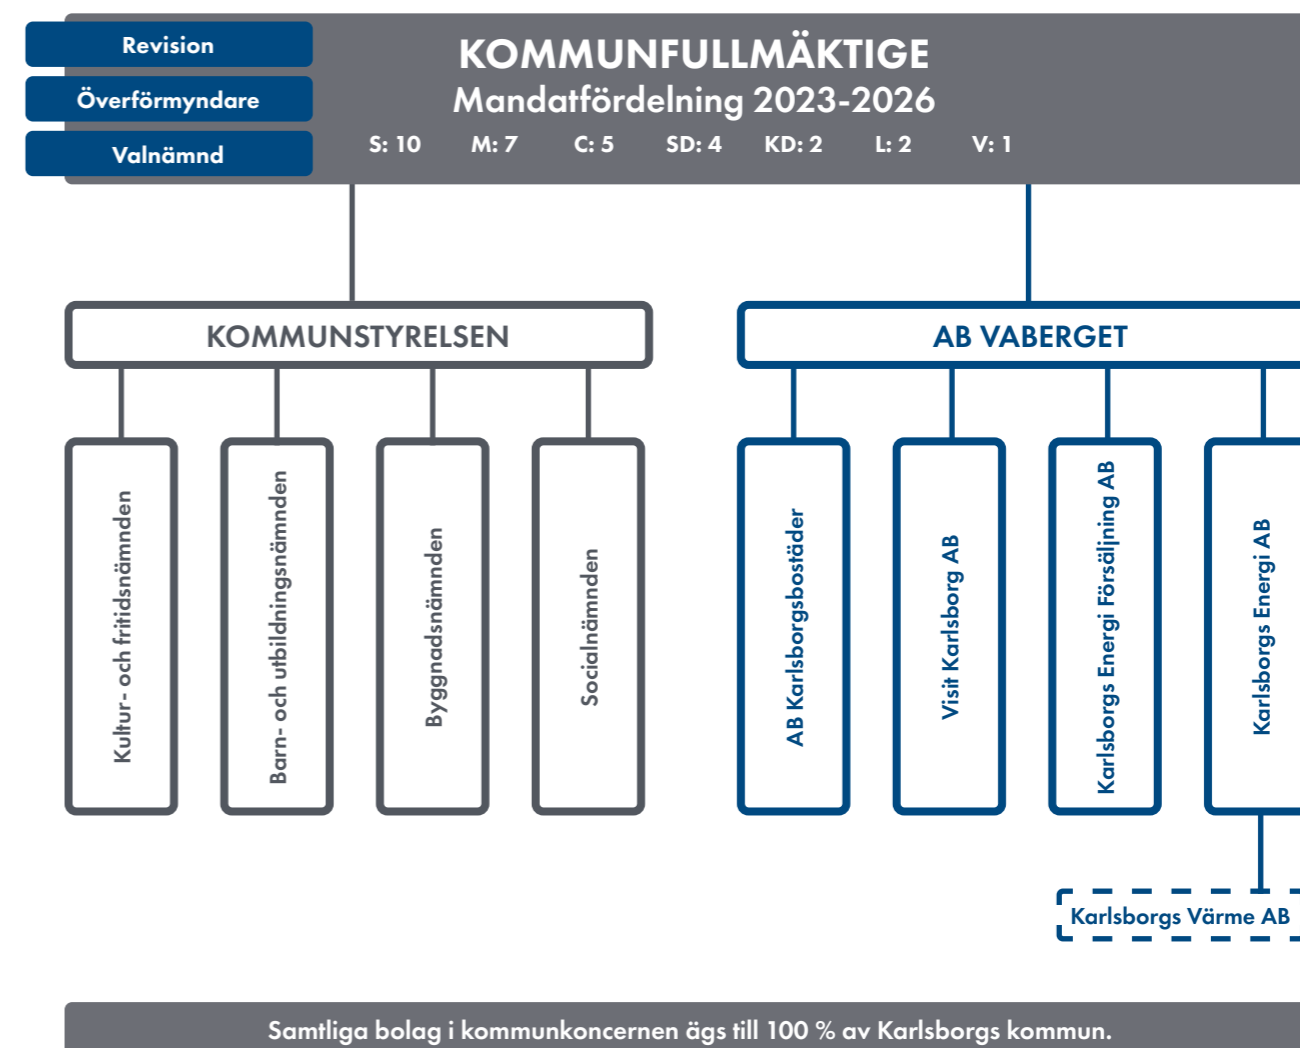 Revision
Överförmyndare
Valnämnd
KOMMUNFULLMÄKTIGE
Mandatfördelning 2023-2026
S: 10 M: 7 C: 5 SD: 4 KD: 2 L: 2 V: 1
KOMMUNSTYRELSEN
Kultur- och fritidsnämnden
Barn- och utbildningsnämnden
Byggnadsnämnden
Socialnämnden
AB VABERGET
AB Karlsborgsbostäder
Visit Karlsborg AB
Karlsborgs Energi Försäljning AB
Karlsborgs Energi AB
Karlsborgs Värme AB
Samtliga bolag i kommunkoncernen ägs till 100 % av Karlsborgs kommun.